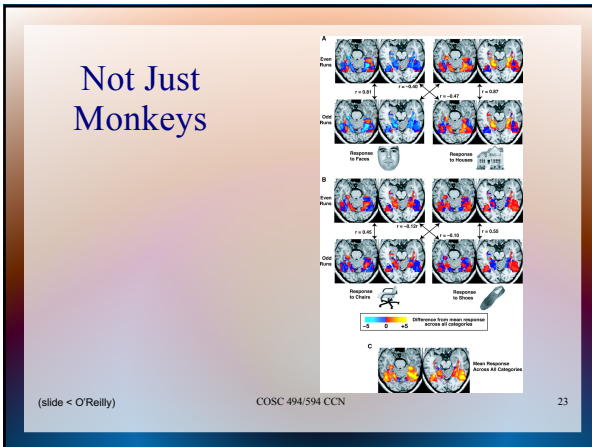 Not Just
Monkeys
A
Even
Runs
r = 0.81
r = –0.40
r = –0.47
r = 0.87
Odd
Runs
Response
to Faces
Response
to Houses
B
Even
Runs
r = 0.45
r = –0.12r
r = –0.10
r = 0.55
Odd
Runs
Response
to Chairs
Response
to Shoes
–5 0 +5
Difference from mean response
across all categories
C
Mean Response
Across All Categories
(slide < O'Reilly)
COSC 494/594 CCN
23